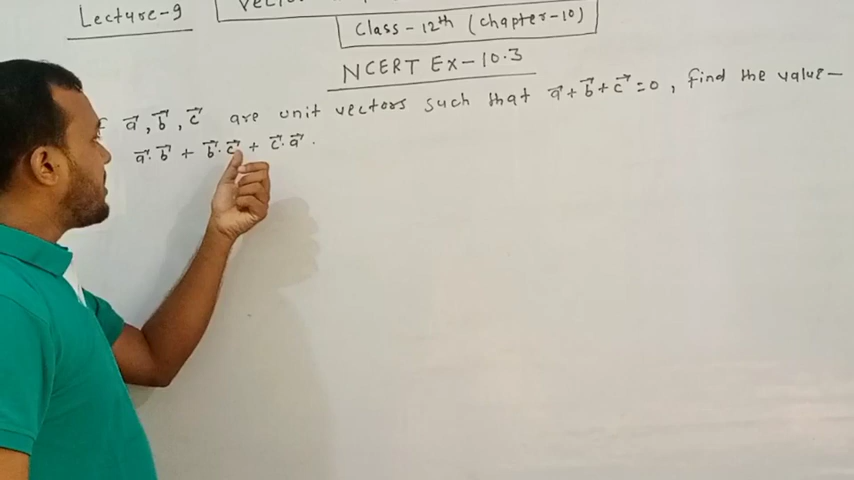 Lecture-9
Vector
Class-12th (Chapter-10)
NCERT EX-10.3
a⃗, b⃗, c⃗ are unit vectors such that a⃗+b⃗+c⃗=0, find the value-
a⃗.b⃗ + b⃗.c⃗ + c⃗.a⃗.